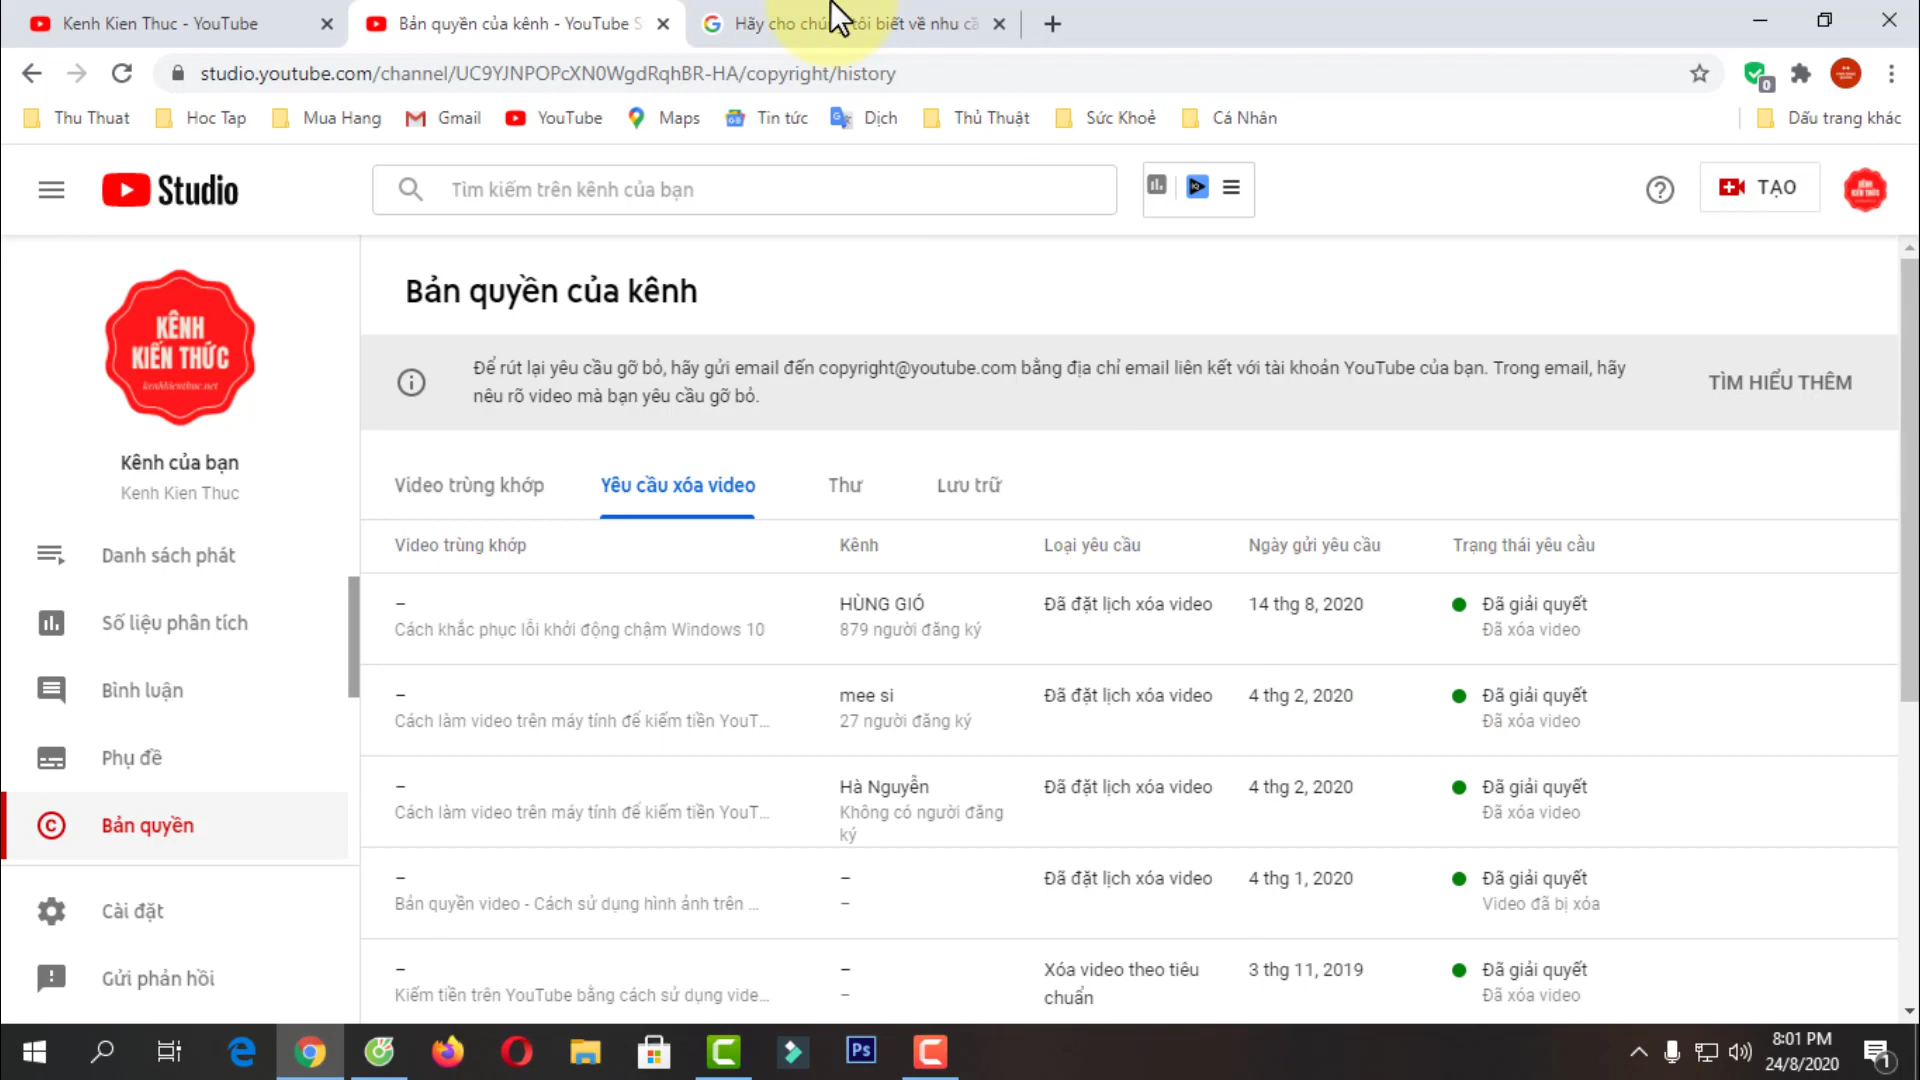 Kenh Kien Thuc - YouTube
Bản quyền của kênh - YouTube S
Hãy cho chú tôi biết về nhu cầ
studio.youtube.com/channel/UC9YJNPOPcXN0WgdRqhBR-HA/copyright/history
0
Thu Thuat
Hoc Tap
Mua Hang
Gmail
YouTube
Maps
Tin tức
Dịch
Thủ Thuật
Sức Khoẻ
Cá Nhân
Dấu trang khác
Studio
Tìm kiếm trên kênh của bạn
TẠO
KÊNH
KIẾN THỨC
kenhkienthuc.net
Kênh của bạn
Kenh Kien Thuc
Danh sách phát
Số liệu phân tích
Bình luận
Phụ đề
Bản quyền
Cài đặt
Gửi phản hồi
Bản quyền của kênh
Để rút lại yêu cầu gỡ bỏ, hãy gửi email đến copyright@youtube.com bằng địa chỉ email liên kết với tài khoản YouTube của bạn. Trong email, hãy
nêu rõ video mà bạn yêu cầu gỡ bỏ.
TÌM HIỂU THÊM
Video trùng khớp
Yêu cầu xóa video
Thư
Lưu trữ
Video trùng khớp
Kênh
Loại yêu cầu
Ngày gửi yêu cầu
Trạng thái yêu cầu
–
Cách khắc phục lỗi khởi động chậm Windows 10
HÙNG GIÓ
879 người đăng ký
Đã đặt lịch xóa video
14 thg 8, 2020
Đã giải quyết
Đã xóa video
–
Cách làm video trên máy tính để kiếm tiền YouT...
mee si
27 người đăng ký
Đã đặt lịch xóa video
4 thg 2, 2020
Đã giải quyết
Đã xóa video
–
Cách làm video trên máy tính để kiếm tiền YouT...
Hà Nguyễn
Không có người đăng
ký
Đã đặt lịch xóa video
4 thg 2, 2020
Đã giải quyết
Đã xóa video
–
Bản quyền video - Cách sử dụng hình ảnh trên ...
–
–
Đã đặt lịch xóa video
4 thg 1, 2020
Đã giải quyết
Video đã bị xóa
–
Kiếm tiền trên YouTube bằng cách sử dụng vide...
–
–
Xóa video theo tiêu
chuẩn
3 thg 11, 2019
Đã giải quyết
Đã xóa video
Ps
8:01 PM
24/8/2020
1